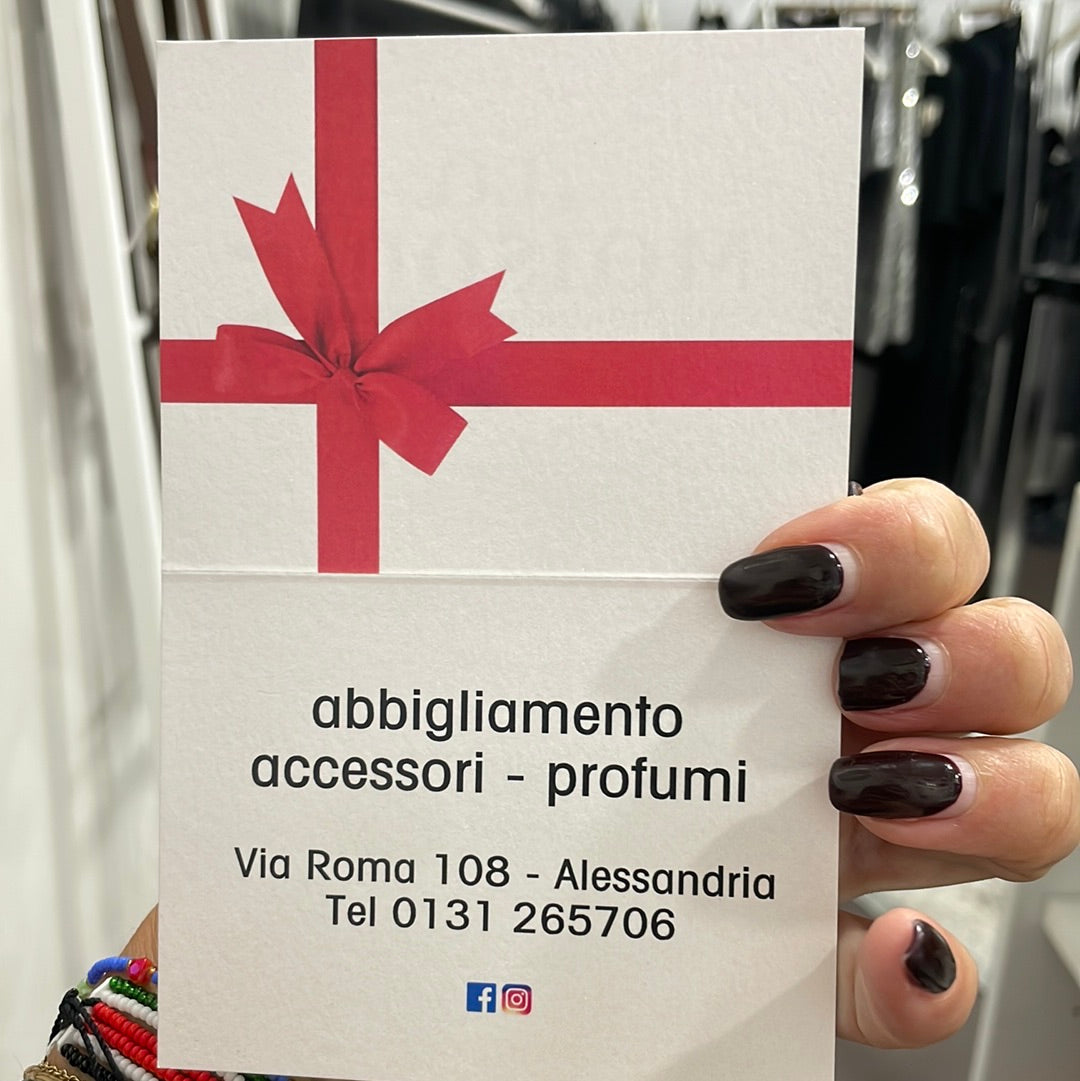 abbigliamento
accessori - profumi
Via Roma 108 - Alessandria
Tel 0131 265706